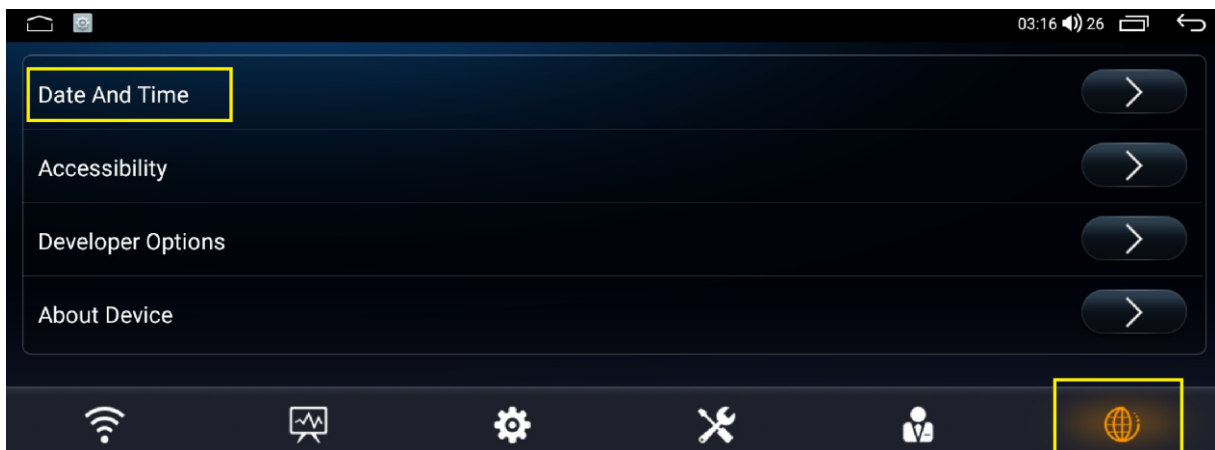 03:16 26
Date And Time
Accessibility
Developer Options
About Device